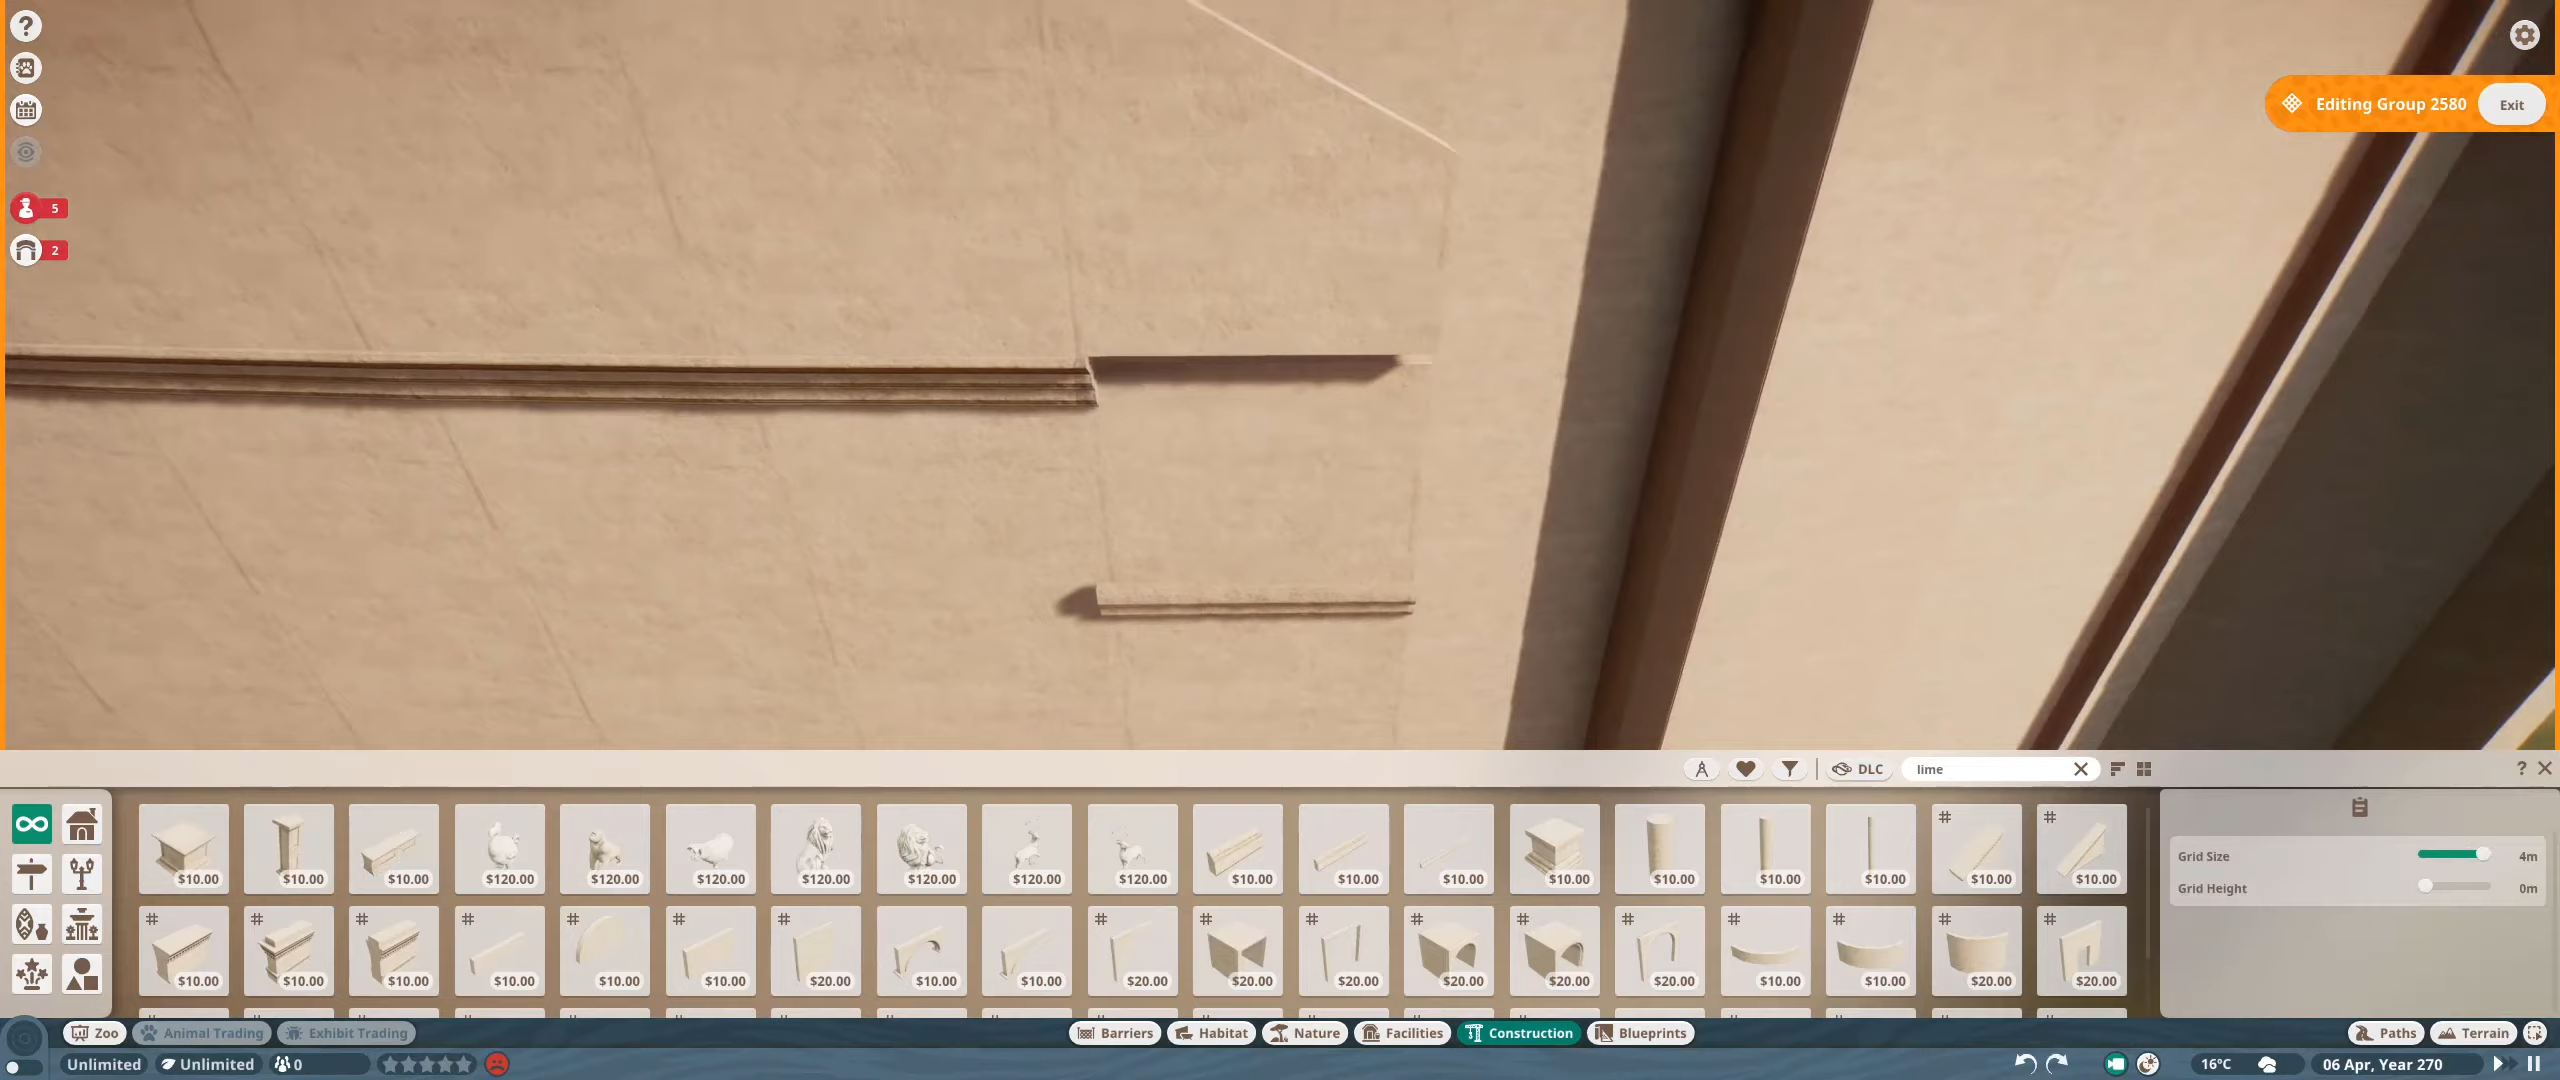 ?
Editing Group 2580
Exit
5
2
DLC
lime
?
$10.00
$10.00
$10.00
$120.00
$120.00
$120.00
$120.00
$120.00
$120.00
$120.00
$10.00
$10.00
$10.00
$10.00
$10.00
$10.00
$10.00
# $10.00
# $10.00
Grid Size 4m
Grid Height 0m
# $10.00
# $10.00
# $10.00
# $10.00
# $10.00
# $10.00
# $20.00
$10.00
$10.00
# $20.00
# $20.00
# $20.00
# $20.00
# $20.00
# $20.00
# $10.00
# $10.00
# $20.00
# $20.00
Zoo
Animal Trading
Exhibit Trading
Barriers
Habitat
Nature
Facilities
Construction
Blueprints
Paths
Terrain
Unlimited
Unlimited
0
16°C
06 Apr, Year 270